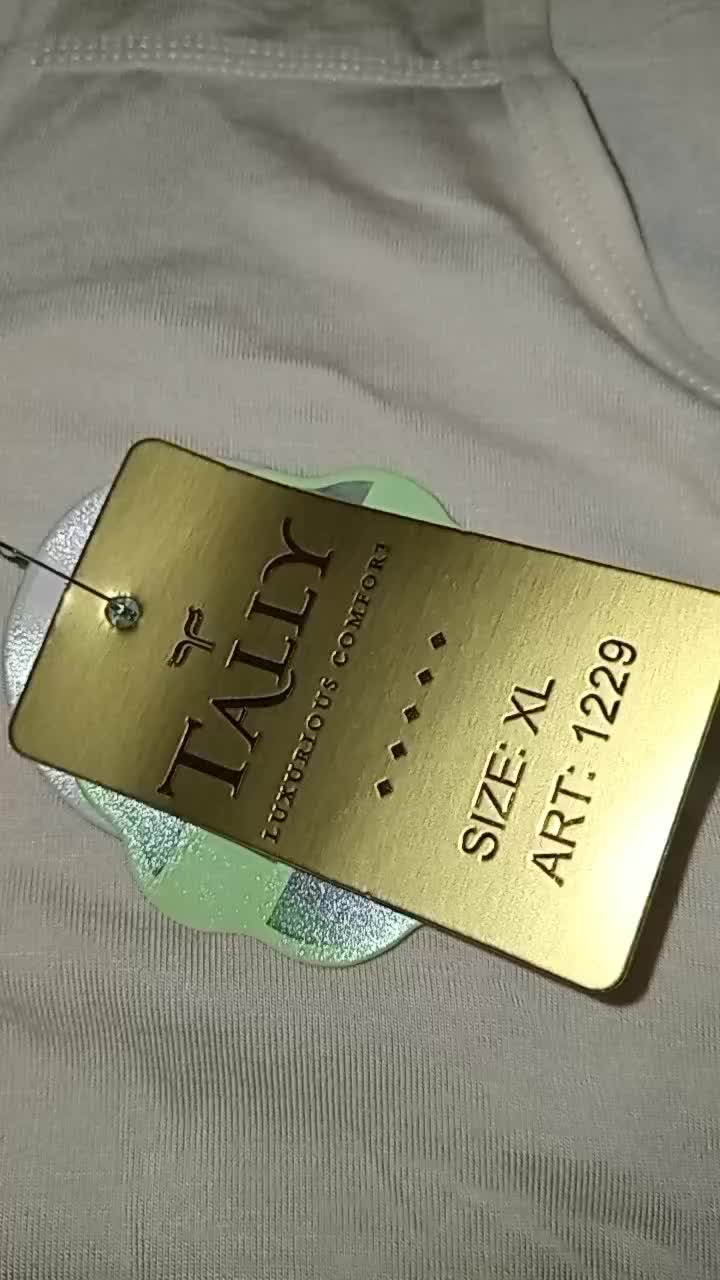 TALLY
LUXURIOUS COMFORT
SIZE: XL
ART: 1229